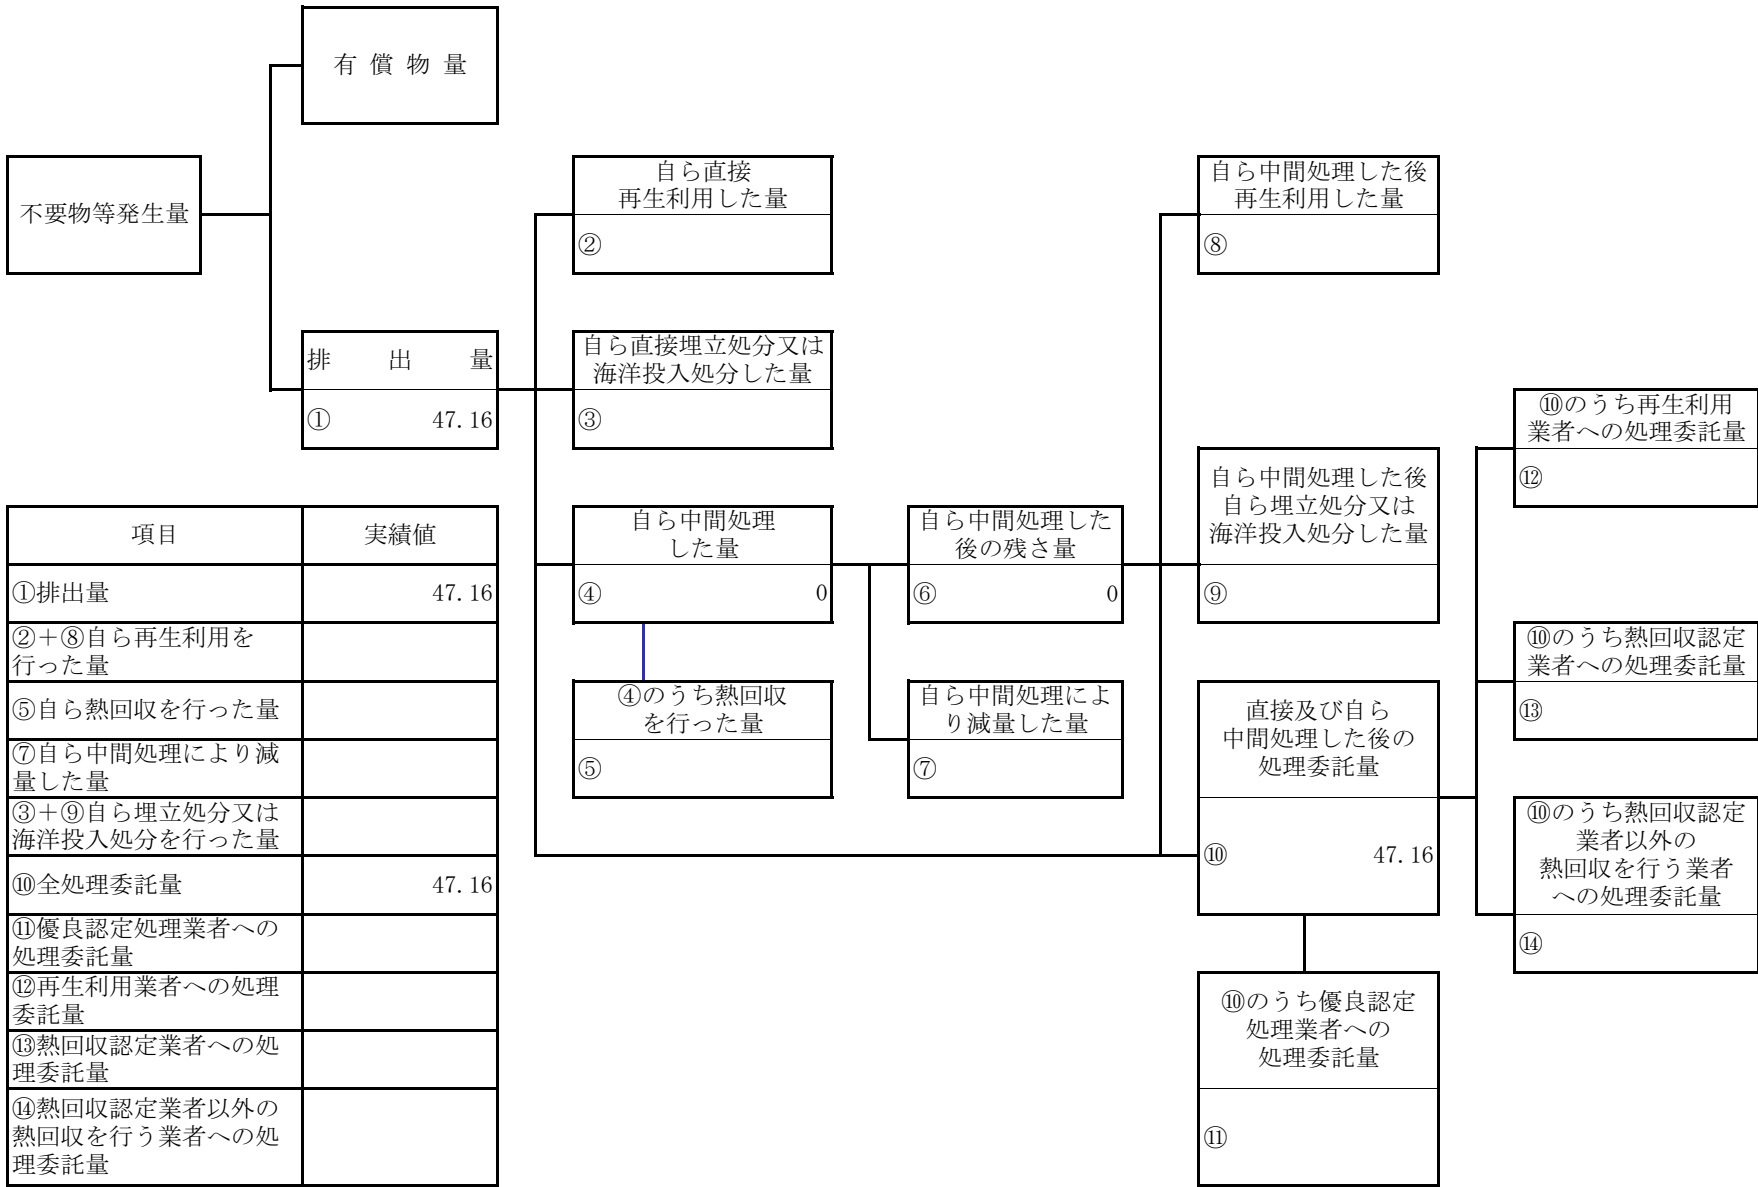 有償物量
不要物等発生量
排出量
① 47.16
自ら直接
再生利用した量
②
自ら直接埋立処分又は
海洋投入処分した量
③
自ら中間処理
した量
④ 0
④のうち熱回収
を行った量
⑤
自ら中間処理した
後の残さ量
⑥ 0
自ら中間処理によ
り減量した量
⑦
自ら中間処理した後
再生利用した量
⑧
自ら中間処理した後
自ら埋立処分又は
海洋投入処分した量
⑨
直接及び自ら
中間処理した後の
処理委託量
⑩ 47.16
⑩のうち優良認定
処理業者への
処理委託量
⑪
⑩のうち再生利用
業者への処理委託量
⑫
⑩のうち熱回収認定
業者への処理委託量
⑬
⑩のうち熱回収認定
業者以外の
熱回収を行う業者
への処理委託量
⑭
項目 実績値
①排出量 47.16
②+⑧自ら再生利用を
行った量
⑤自ら熱回収を行った量
⑦自ら中間処理により減
量した量
③+⑨自ら埋立処分又は
海洋投入処分を行った量
⑩全処理委託量 47.16
⑪優良認定処理業者への
処理委託量
⑫再生利用業者への処理
委託量
⑬熱回収認定業者への処
理委託量
⑭熱回収認定業者以外の
熱回収を行う業者への処
理委託量